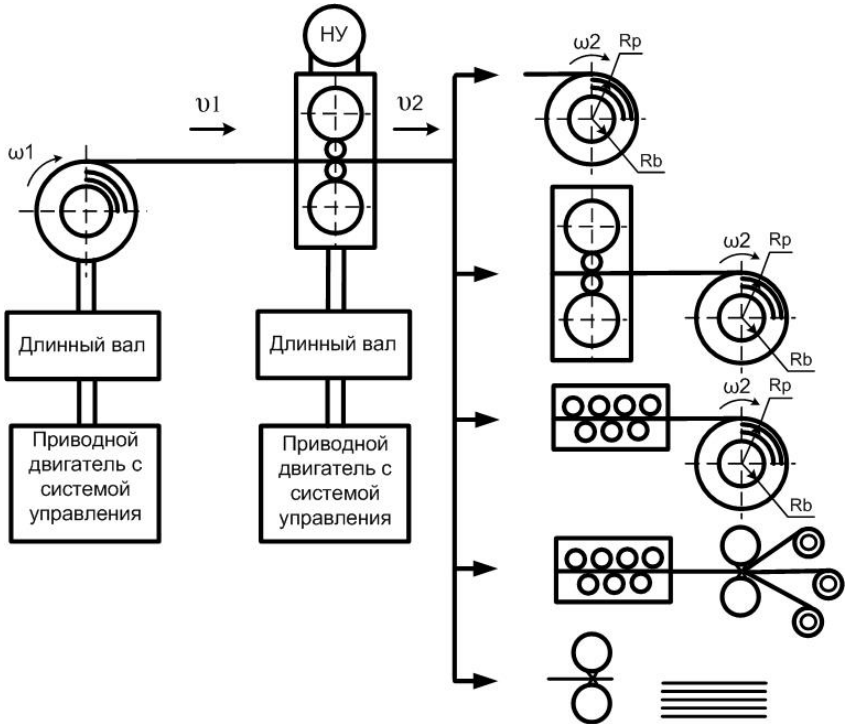 НУ
ω2
Rp
Rb
υ1
υ2
ω1
ω2
Rp
Rb
Длинный вал
Длинный вал
ω2
Rp
Rb
Приводной
двигатель с
системой
управления
Приводной
двигатель с
системой
управления